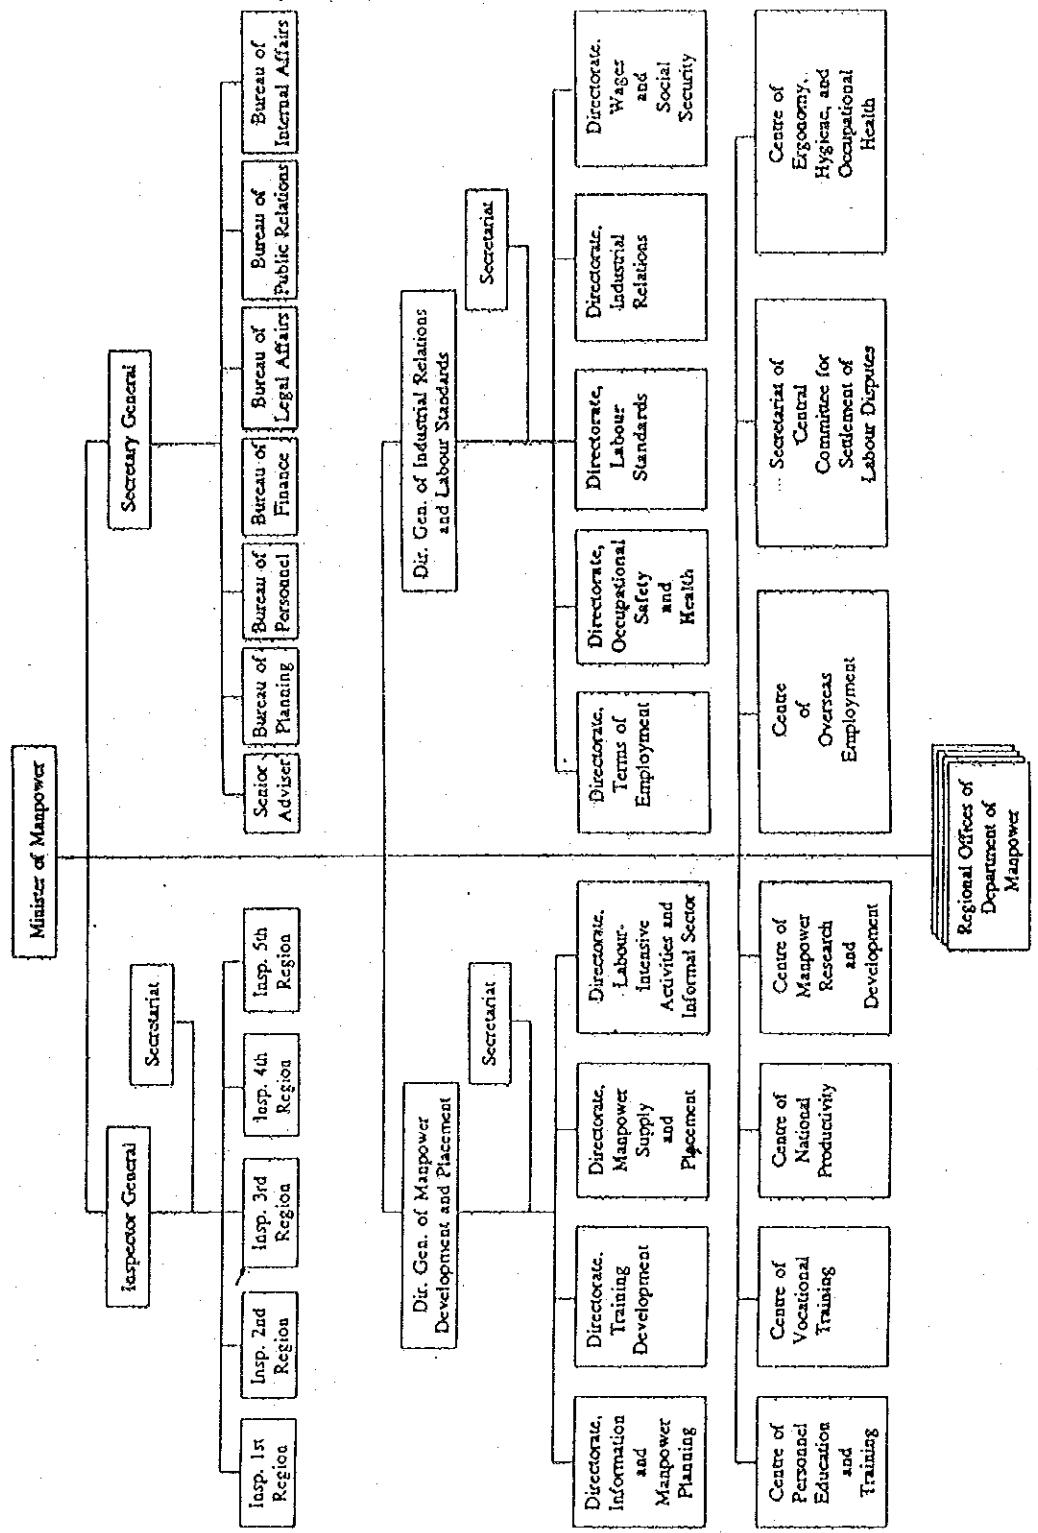 Minister of Manpower
Inspector General
Secretary General
Secretariat
Insp. 1st
Region
Insp. 2nd
Region
Insp. 3rd
Region
Insp. 4th
Region
Insp. 5th
Region
Senior
Adviser
Bureau of
Planning
Bureau of
Personnel
Bureau of
Finance
Bureau of
Legal Affairs
Bureau of
Public Relations
Bureau of
Internal Affairs
Dir. Gen. of Manpower
Development and Placement
Dir. Gen. of Industrial Relations
and Labour Standards
Secretariat
Secretariat
Directorate,
Information
and
Manpower
Planning
Directorate,
Training
Development
Directorate,
Manpower
Supply
and
Placement
Directorate,
Labour-
Intensive
Activities and
Informal Sector
Directorate,
Terms of
Employment
Directorate,
Occupational
Safety
and
Health
Directorate,
Labour
Standards
Directorate,
Industrial
Relations
Directorate,
Wages
and
Social
Security
Centre of
Personnel
Education
and
Training
Centre of
Vocational
Training
Centre of
National
Productivity
Centre of
Manpower
Research
and
Development
Centre
of
Overseas
Employment
Secretariat of
Central
Committee for
Settlement of
Labour Disputes
Centre of
Ergonomy,
Hygiene, and
Occupational
Health
Regional Offices of
Department of
Manpower